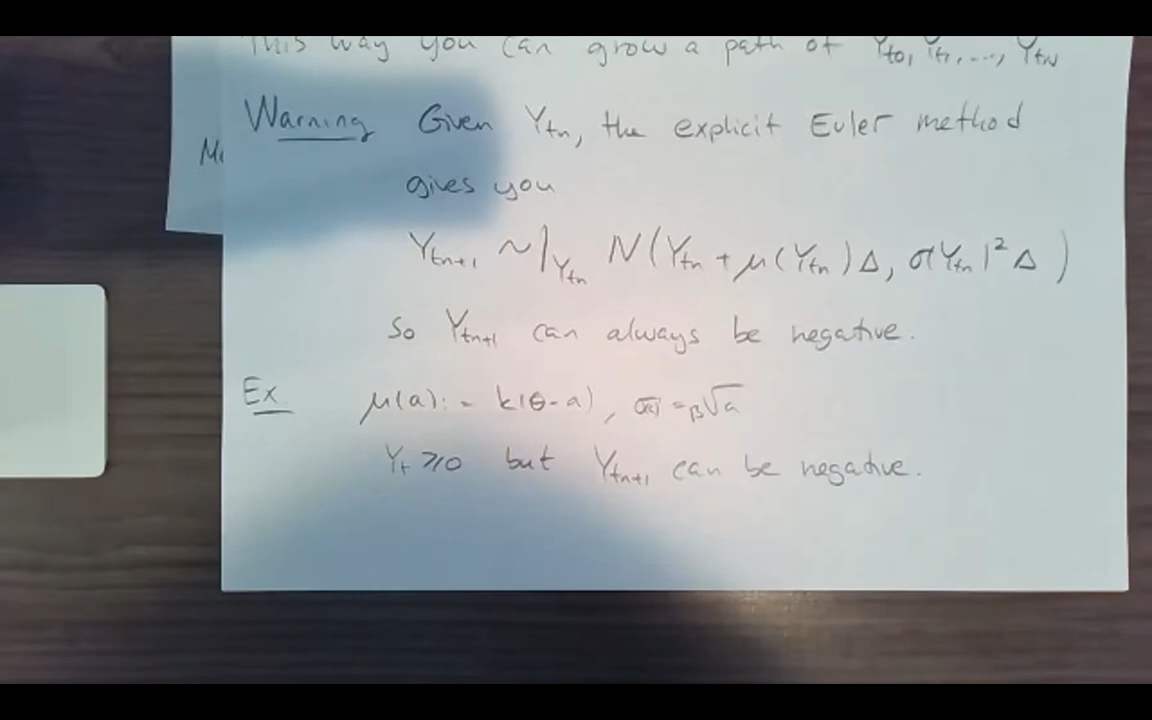 This way you can grow a path of Yt0, Yt1, ..., YtN
Warning Given Ytn, the explicit Euler method
gives you
Ytn+1 ~|Ytn N(Ytn + μ(Ytn)Δ, σ(Ytn)²Δ)
So Ytn+1 can always be negative.
Ex μ(a) := k(θ-a), σ(a) = β√a
Yt ≥ 0 but Ytn+1 can be negative.